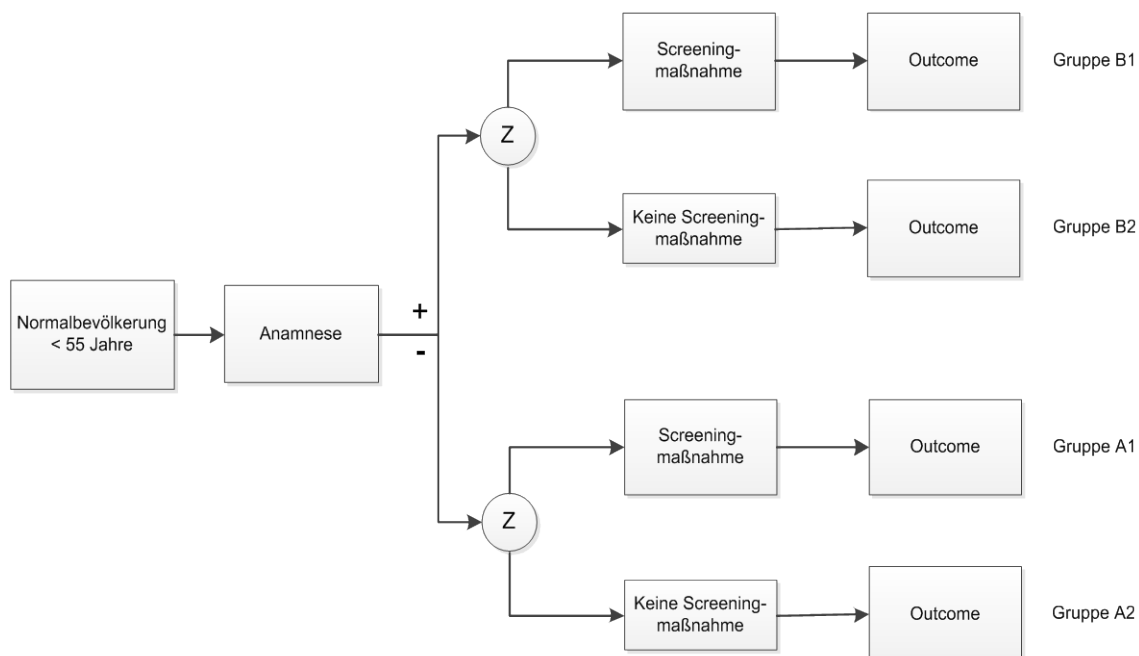 Screening-
maßnahme
Outcome
Gruppe B1
Z
Keine Screening-
maßnahme
Outcome
Gruppe B2
Normalbevölkerung
< 55 Jahre
Anamnese
+
-
Screening-
maßnahme
Outcome
Gruppe A1
Z
Keine Screening-
maßnahme
Outcome
Gruppe A2